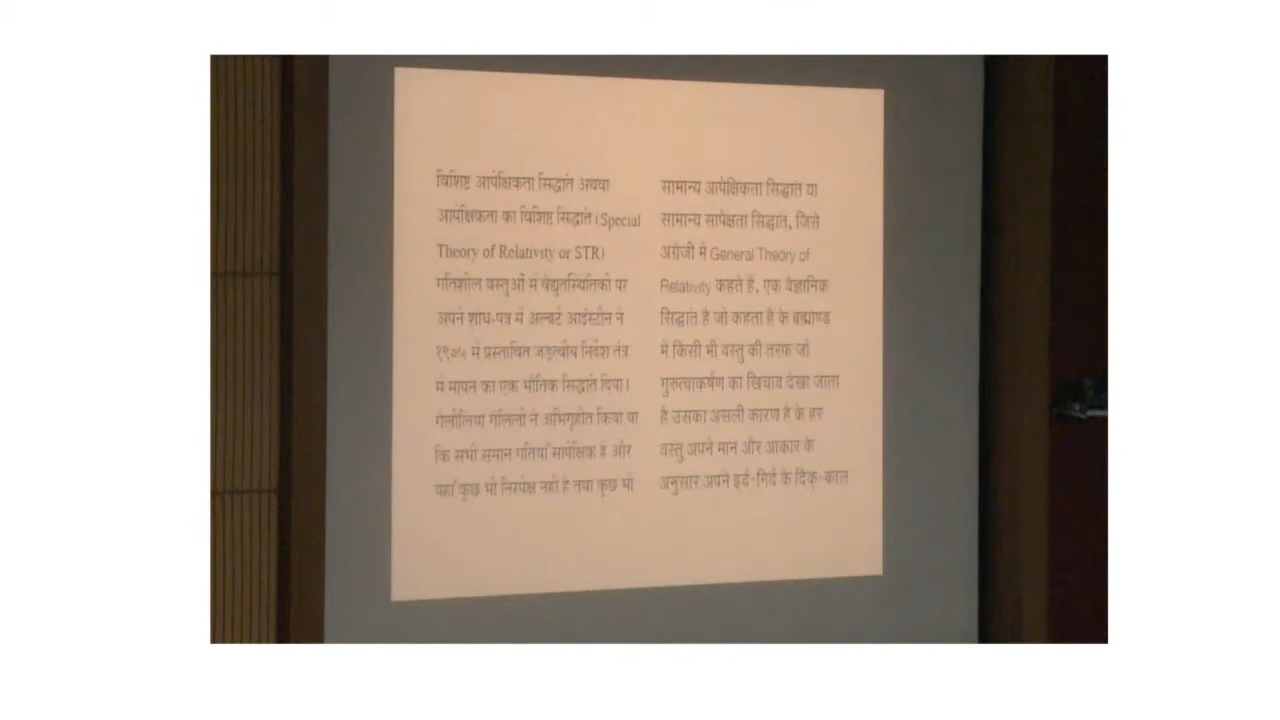 विशिष्ट आपेक्षिकता सिद्धांत अथवा
आपेक्षिकता का विशिष्ट सिद्धांत (Special
Theory of Relativity or STR)
गतिशील वस्तुओं में वैद्युतस्थितिकी पर
अपने शोध-पत्र में अल्बर्ट आइंस्टीन ने
१९०५ में प्रस्तावित जड़त्वीय निर्देश तंत्र
में मापन का एक भौतिक सिद्धांत दिया।
गैलीलियो गैलिली ने अभिगृहीत किया था
कि सभी समान गतियाँ सापेक्षिक हैं और
यहाँ कुछ भी निरपेक्ष नहीं है तथा कुछ भी
सामान्य आपेक्षिकता सिद्धांत या
सामान्य सापेक्षता सिद्धांत, जिसे
अंग्रेजी में General Theory of
Relativity कहते हैं, एक वैज्ञानिक
सिद्धांत है जो कहता है के ब्रह्माण्ड
में किसी भी वस्तु की तरफ़ जो
गुरुत्वाकर्षण का खिंचाव देखा जाता
है उसका असली कारण है के हर
वस्तु अपने मान और आकार के
अनुसार अपने इर्द-गिर्द के दिक्-काल